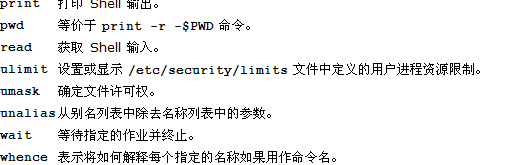 print 打印 Shell 输出。
pwd 等价于 print -r -$PWD 命令。
read 获取 Shell 输入。
ulimit 设置或显示 /etc/security/limits 文件中定义的用户进程资源限制。
umask 确定文件许可权。
unalias 从别名列表中除去名称列表中的参数。
wait 等待指定的作业并终止。
whence 表示将如何解释每个指定的名称如果用作命令名。